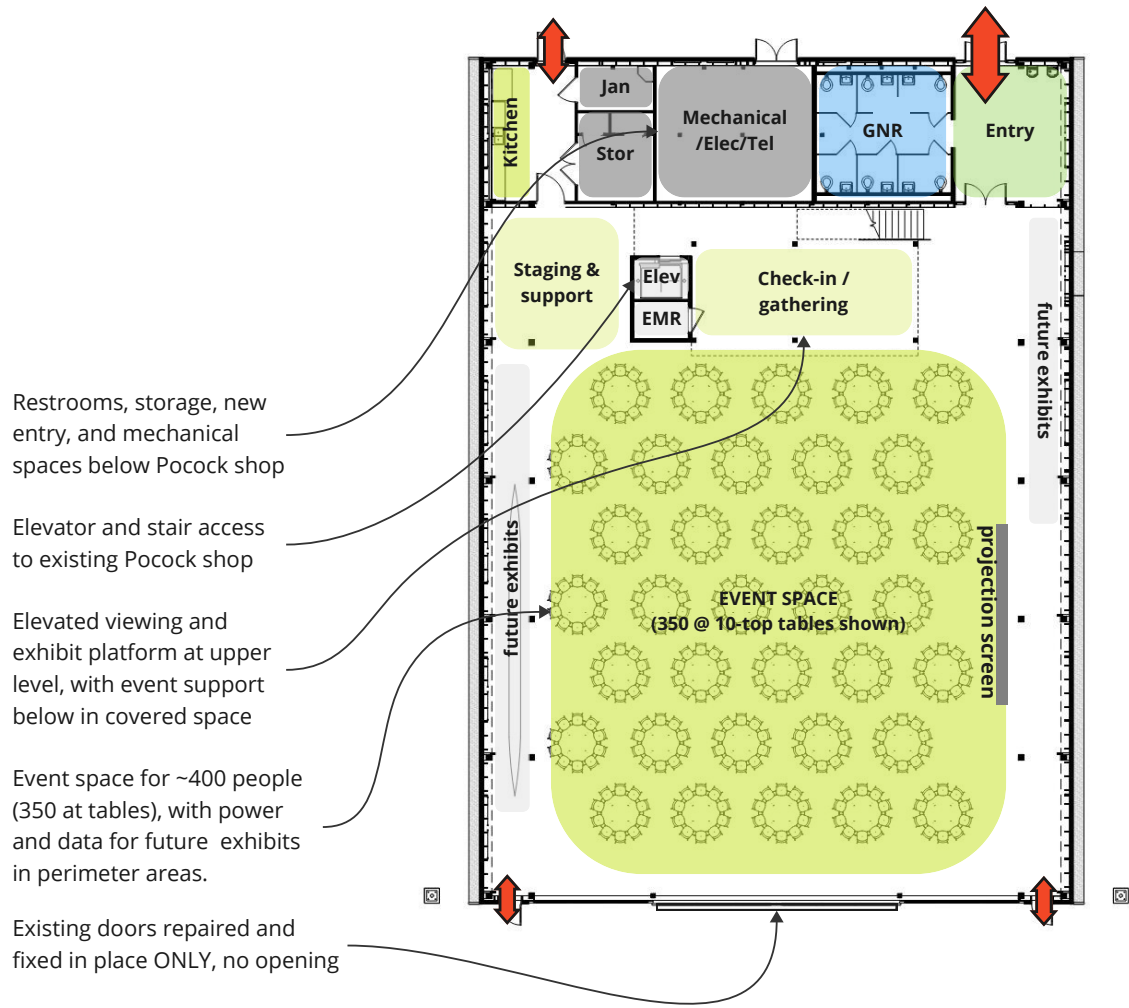 Jan
Kitchen
Stor
Mechanical
/Elec/Tel
GNR
Entry
Staging &
support
Elev
EMR
Check-in /
gathering
future exhibits
future exhibits
projection screen
EVENT SPACE
(350 @ 10-top tables shown)
Restrooms, storage, new
entry, and mechanical
spaces below Pocock shop
Elevator and stair access
to existing Pocock shop
Elevated viewing and
exhibit platform at upper
level, with event support
below in covered space
Event space for ~400 people
(350 at tables), with power
and data for future exhibits
in perimeter areas.
Existing doors repaired and
fixed in place ONLY, no opening